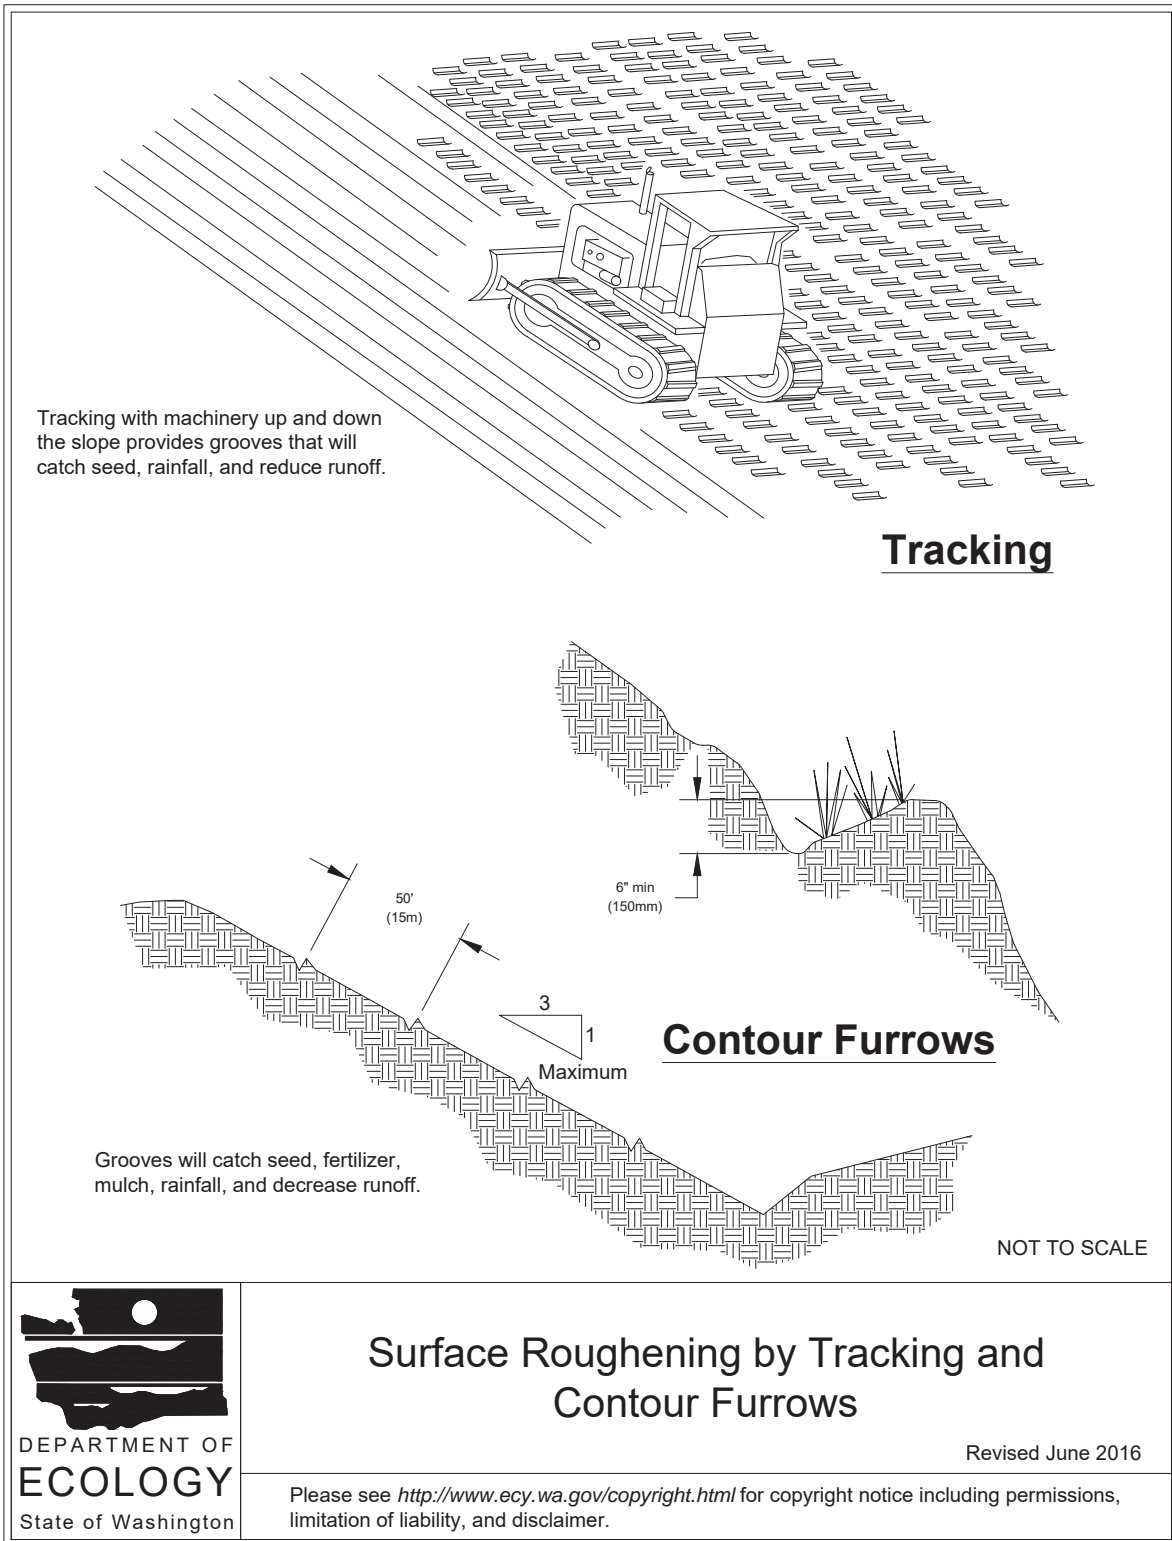 Tracking with machinery up and down
the slope provides grooves that will
catch seed, rainfall, and reduce runoff.
Tracking
6" min
(150mm)
50'
(15m)
3
1
Maximum
Contour Furrows
Grooves will catch seed, fertilizer,
mulch, rainfall, and decrease runoff.
NOT TO SCALE
DEPARTMENT OF
ECOLOGY
State of Washington
Surface Roughening by Tracking and
Contour Furrows
Revised June 2016
Please see http://www.ecy.wa.gov/copyright.html for copyright notice including permissions,
limitation of liability, and disclaimer.